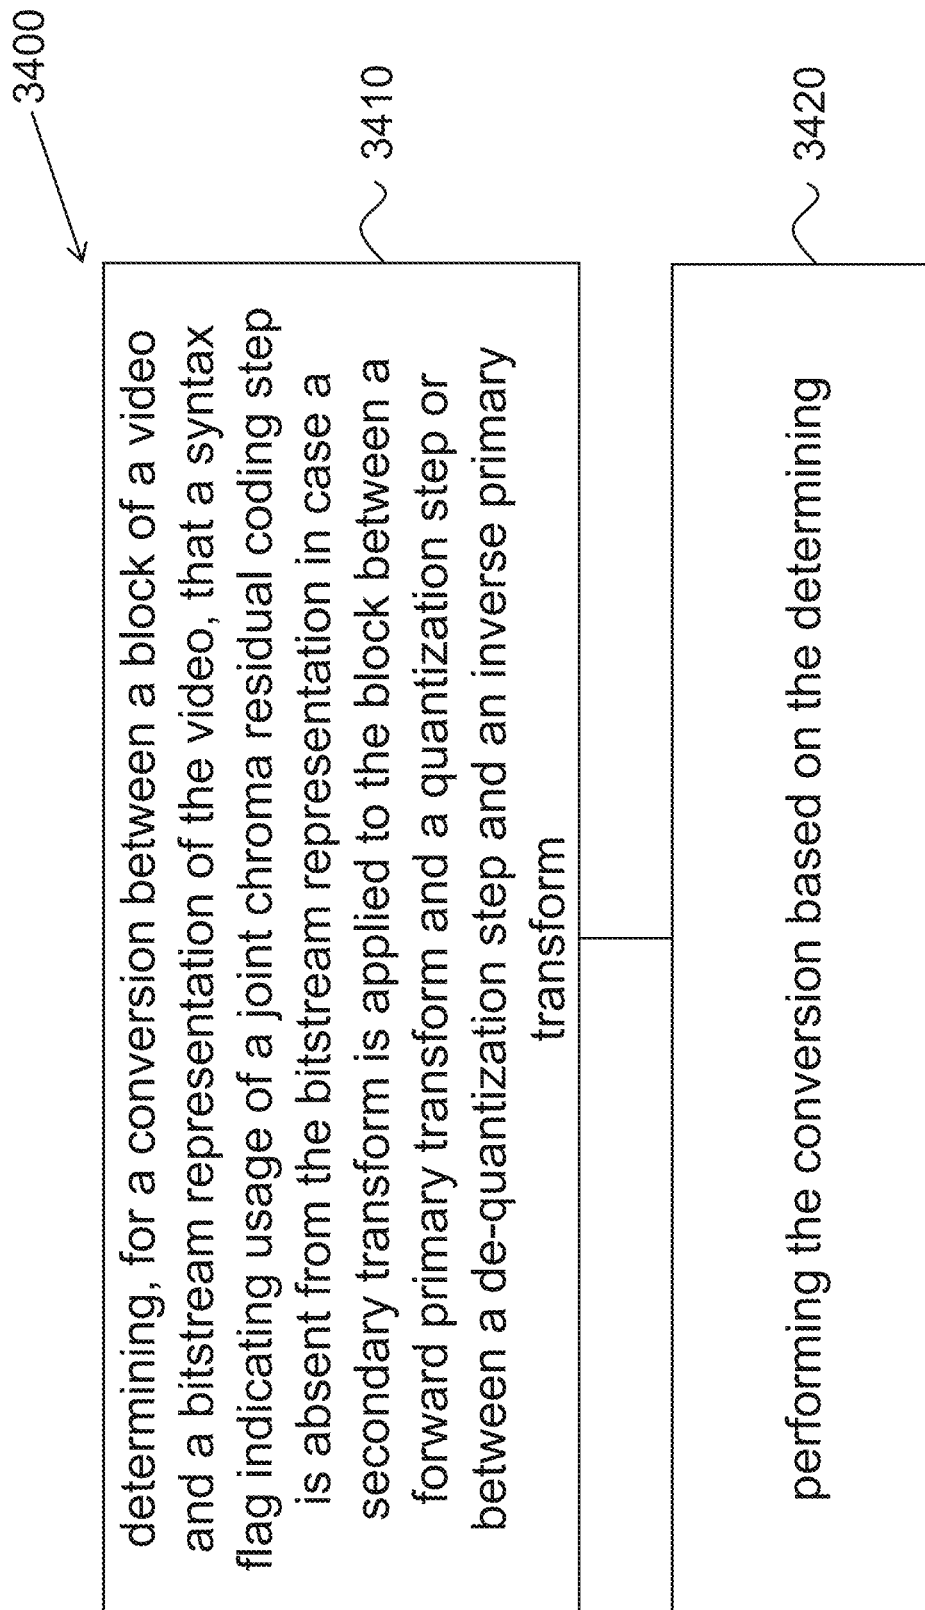 3400
determining, for a conversion between a block of a video
and a bitstream representation of the video, that a syntax
flag indicating usage of a joint chroma residual coding step
is absent from the bitstream representation in case a
secondary transform is applied to the block between a
forward primary transform and a quantization step or
between a de-quantization step and an inverse primary
transform
3410
performing the conversion based on the determining
3420